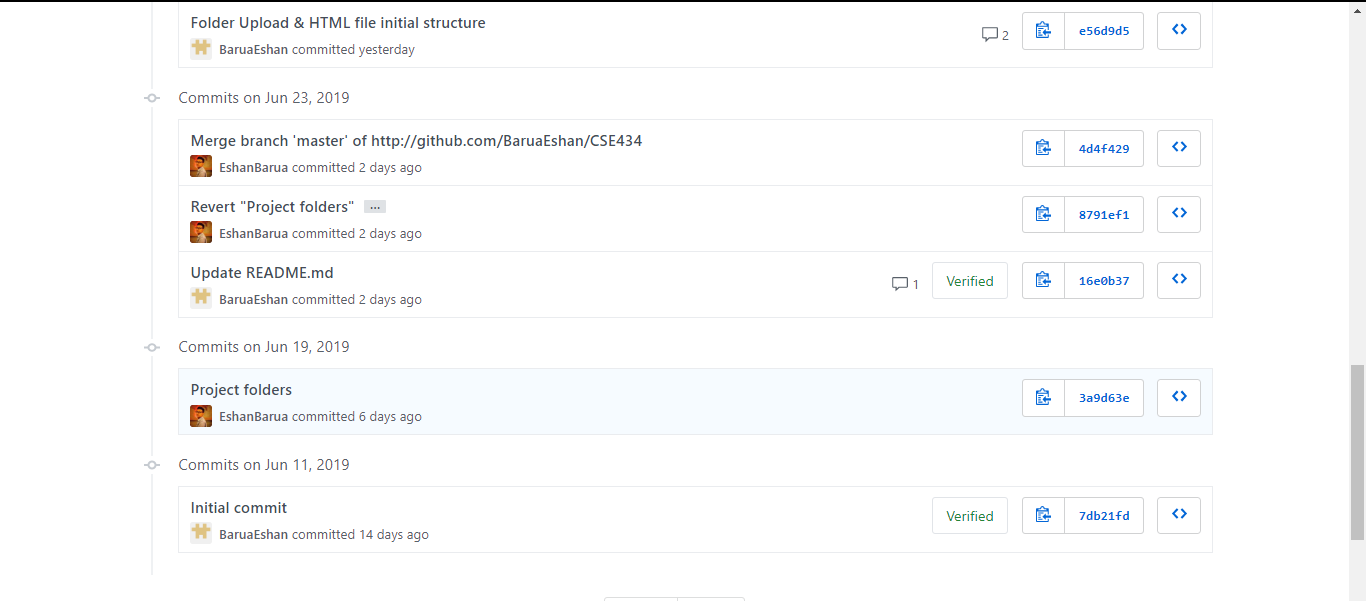 Folder Upload & HTML file initial structure
BaruaEshan committed yesterday
2
e56d9d5
Commits on Jun 23, 2019
Merge branch 'master' of http://github.com/BaruaEshan/CSE434
EshanBarua committed 2 days ago
4d4f429
Revert "Project folders" ...
EshanBarua committed 2 days ago
8791ef1
Update README.md
BaruaEshan committed 2 days ago
1
Verified
16e0b37
Commits on Jun 19, 2019
Project folders
EshanBarua committed 6 days ago
3a9d63e
Commits on Jun 11, 2019
Initial commit
BaruaEshan committed 14 days ago
Verified
7db21fd